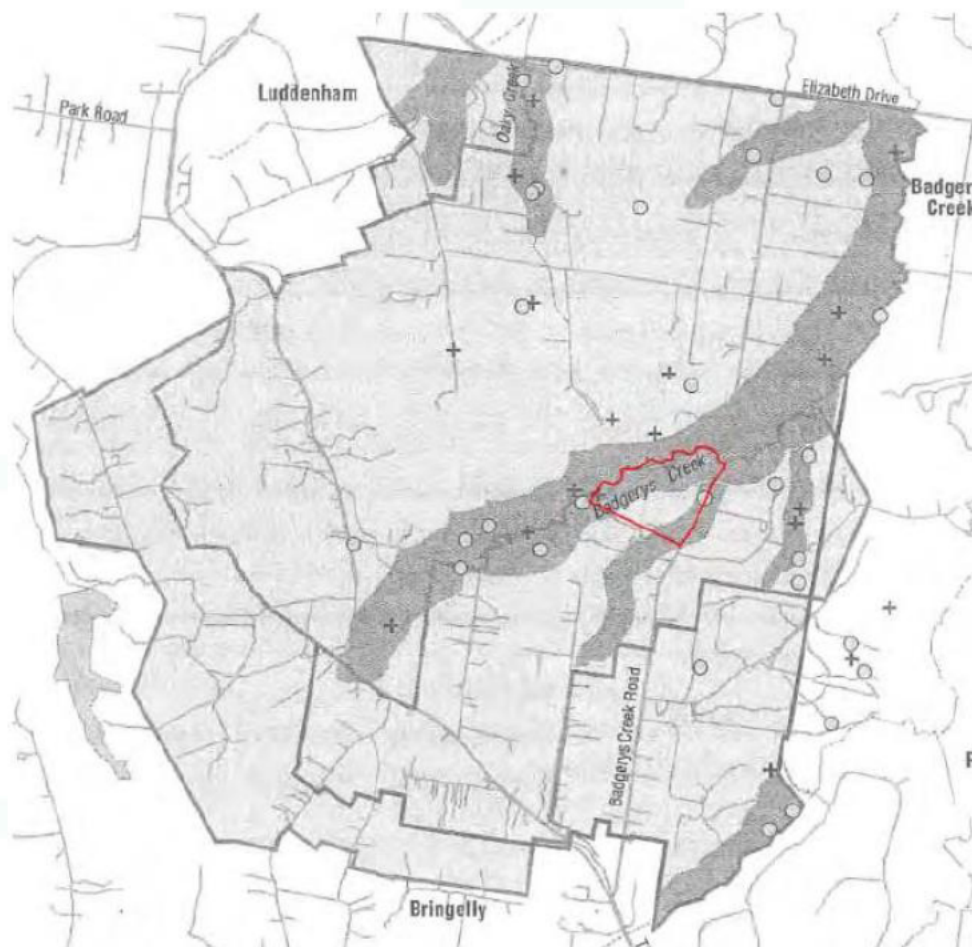 Luddenham
Park Road
Oaky Creek
Elizabeth Drive
Badger
Creek
Badgerys Creek
Badgerys Creek Road
Bringelly